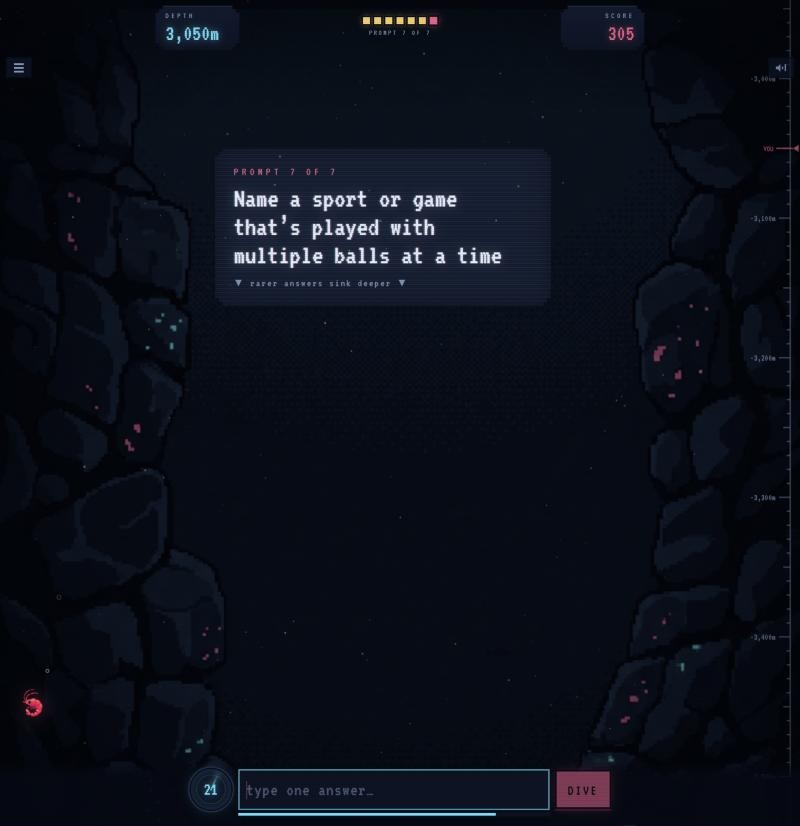 DEPTH
3,050m
PROMPT 7 OF 7
SCORE
305
-3,000m
YOU
PROMPT 7 OF 7
Name a sport or game
that's played with
multiple balls at a time
▼ rarer answers sink deeper ▼
-3,100m
-3,200m
-3,300m
-3,400m
21
type one answer…
DIVE